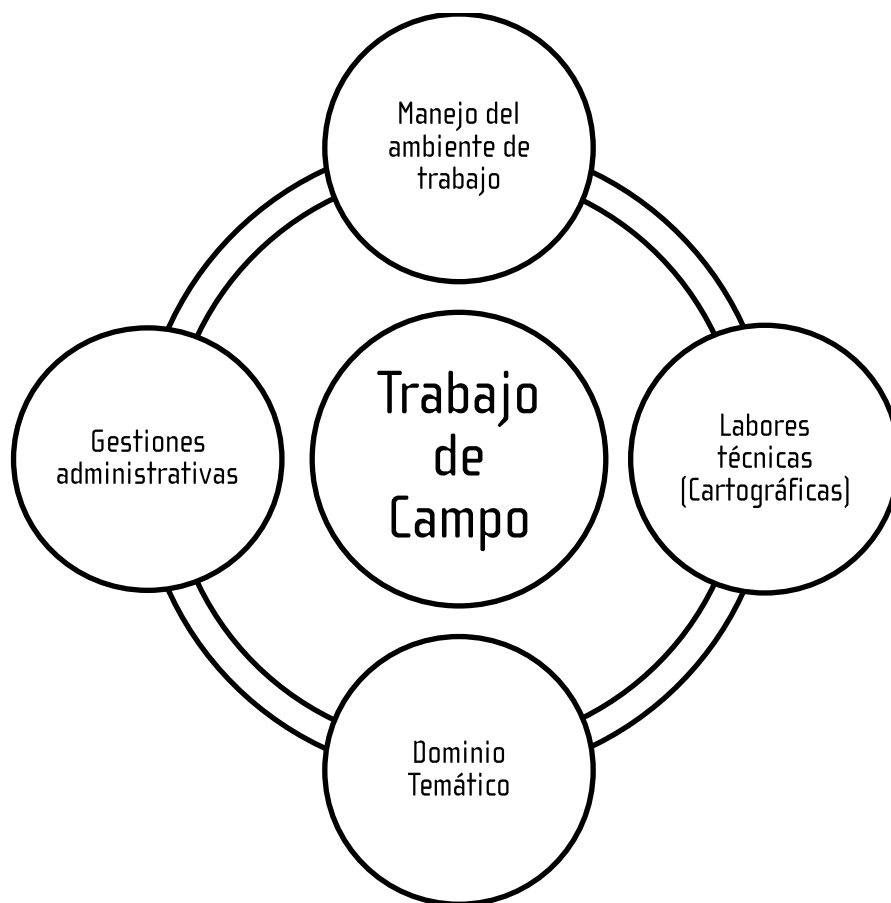 Manejo del
ambiente de
trabajo
Gestiones
administrativas
Trabajo
de
Campo
Labores
técnicas
(Cartográficas)
Dominio
Temático